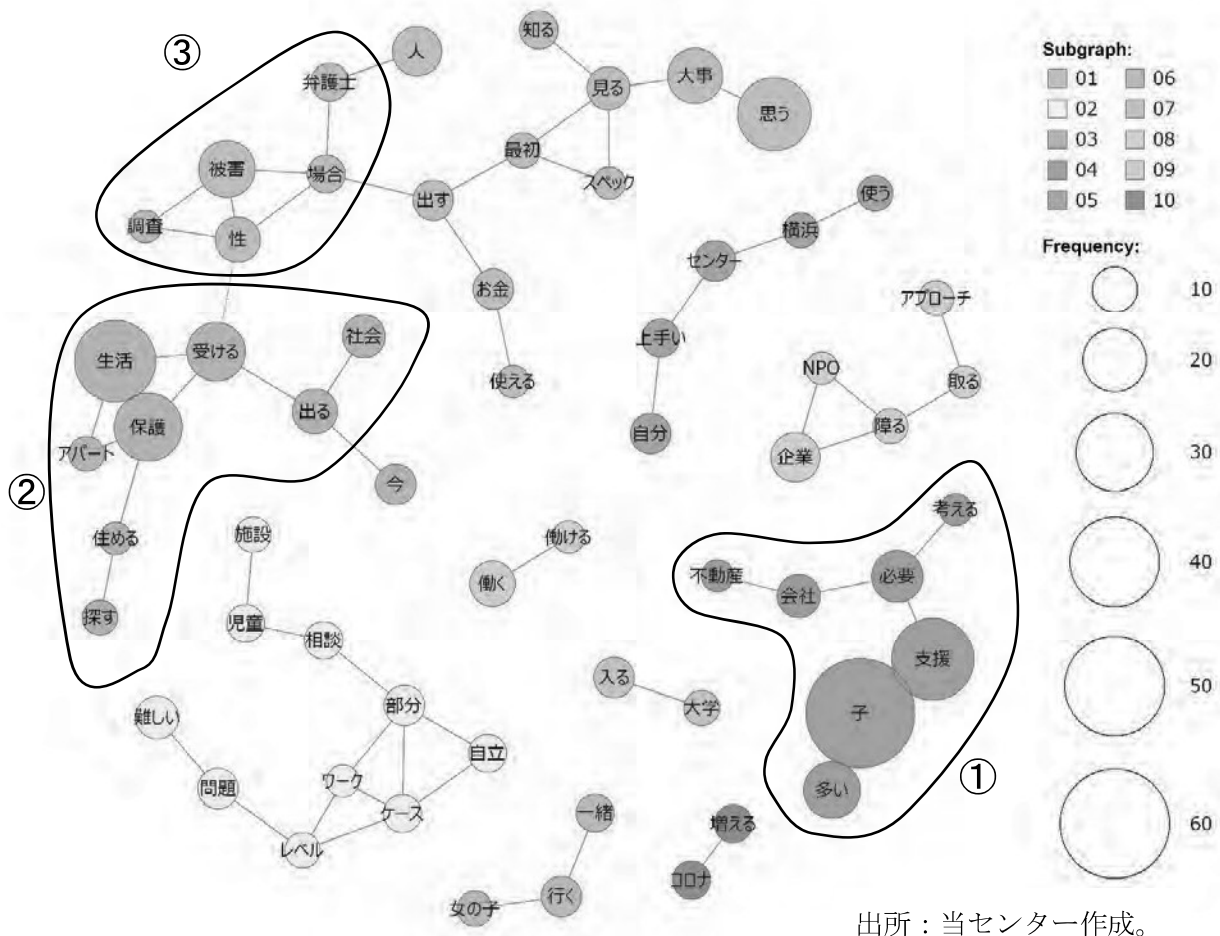 ③
弁護士
人
被害
場合
調査
性
知る
見る
大事
思う
最初
スペック
出す
お金
使える
使う
横浜
センター
上手い
自分
アプローチ
NPO
取る
障る
企業
②
生活
受ける
社会
保護
出る
アパート
今
住める
探す
施設
児童
相談
部分
自立
難しい
問題
ワーク
ケース
レベル
働ける
働く
入る
大学
一緒
行く
女の子
増える
コロナ
①
考える
不動産
会社
必要
支援
子
多い
Subgraph:
01 06
02 07
03 08
04 09
05 10
Frequency:
10
20
30
40
50
60
出所：当センター作成。